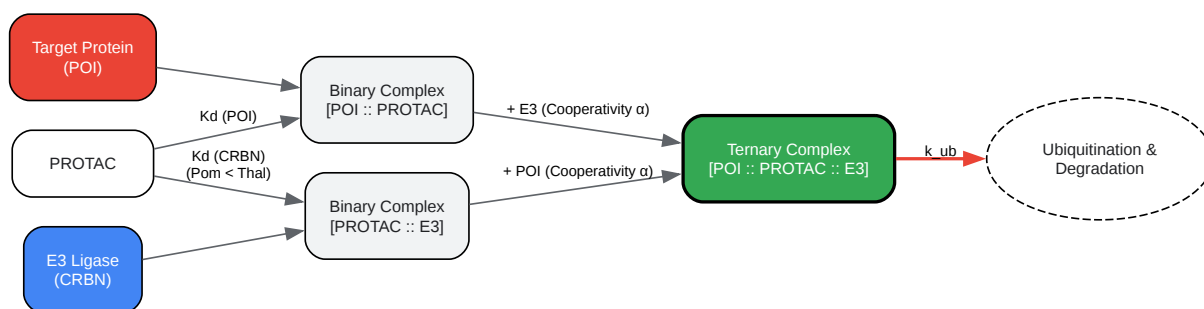 Target Protein
(POI)
PROTAC
E3 Ligase
(CRBN)
Kd (POI)
Kd (CRBN)
(Pom < Thal)
Binary Complex
[POI :: PROTAC]
Binary Complex
[PROTAC :: E3]
+ E3 (Cooperativity α)
+ POI (Cooperativity α)
Ternary Complex
[POI :: PROTAC :: E3]
k_ub
Ubiquitination &
Degradation